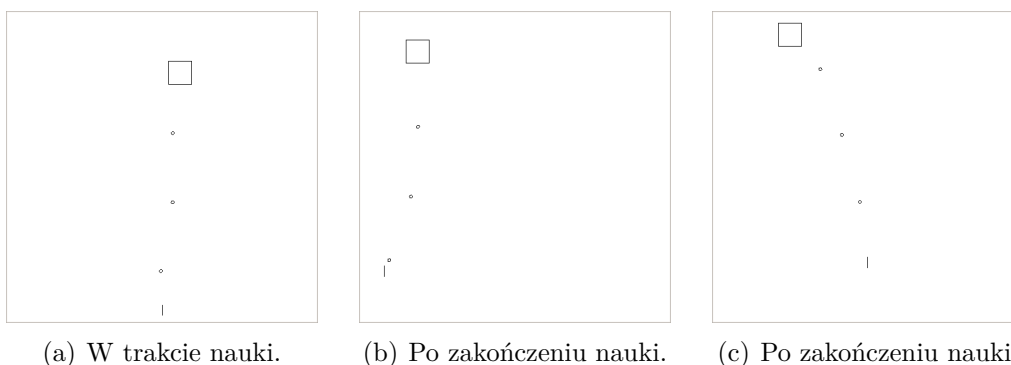 (a) W trakcie nauki.
(b) Po zakończeniu nauki.
(c) Po zakończeniu nauki